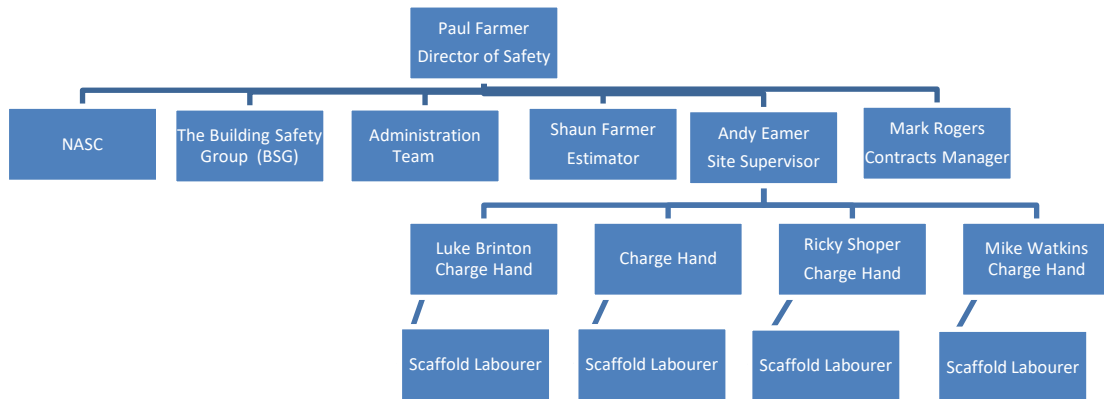 Paul Farmer
Director of Safety
NASC
The Building Safety
Group (BSG)
Administration
Team
Shaun Farmer
Estimator
Andy Eamer
Site Supervisor
Mark Rogers
Contracts Manager
Luke Brinton
Charge Hand
Charge Hand
Ricky Shoper
Charge Hand
Mike Watkins
Charge Hand
Scaffold Labourer
Scaffold Labourer
Scaffold Labourer
Scaffold Labourer